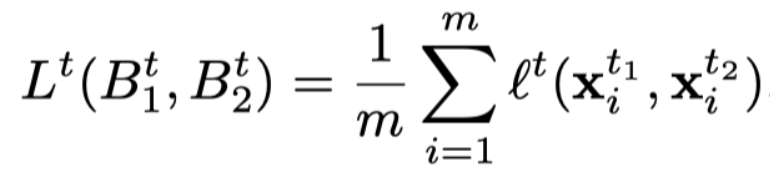 $L^t(B_1^t, B_2^t) = \frac{1}{m} \sum_{i=1}^{m} \ell^t(\mathbf{x}_i^{t_1}, \mathbf{x}_i^{t_2})$